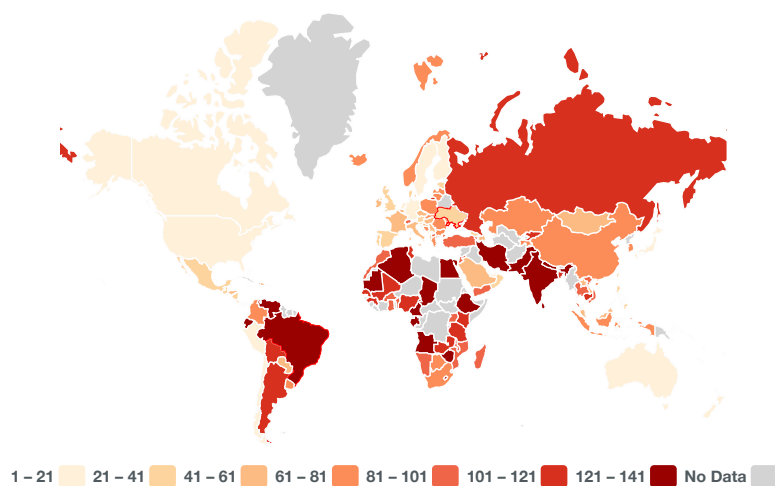 1 – 21 21 – 41 41 – 61 61 – 81 81 – 101 101 – 121 121 – 141 No Data